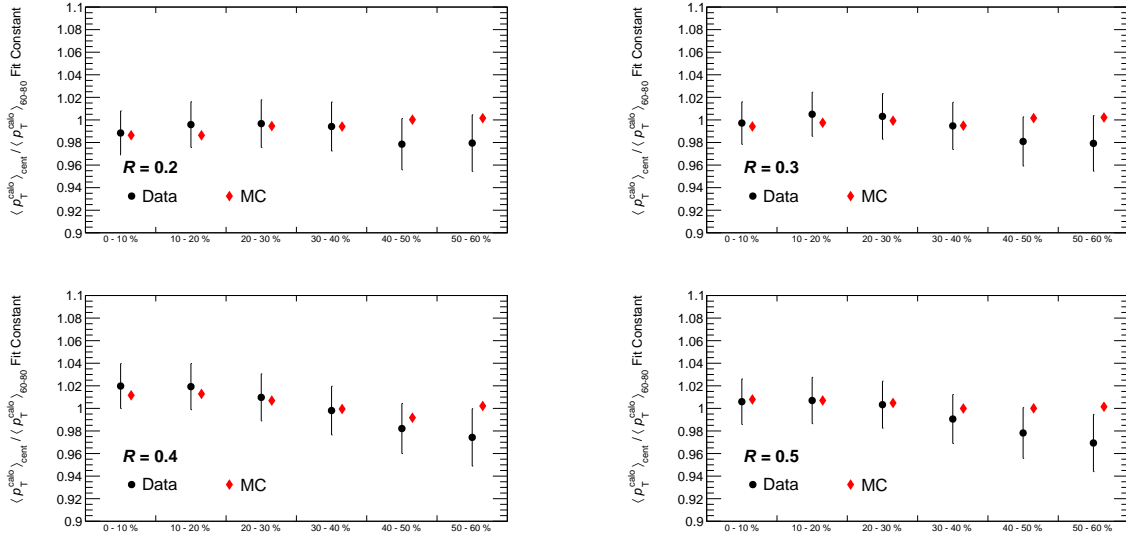 ⟨ p_T^calo ⟩_cent / ⟨ p_T^calo ⟩_60-80 Fit Constant
1.1
1.08
1.06
1.04
1.02
1
0.98
0.96
0.94
0.92
0.9
R = 0.2
Data MC
0 - 10 % 10 - 20 % 20 - 30 % 30 - 40 % 40 - 50 % 50 - 60 %
⟨ p_T^calo ⟩_cent / ⟨ p_T^calo ⟩_60-80 Fit Constant
1.1
1.08
1.06
1.04
1.02
1
0.98
0.96
0.94
0.92
0.9
R = 0.3
Data MC
0 - 10 % 10 - 20 % 20 - 30 % 30 - 40 % 40 - 50 % 50 - 60 %
⟨ p_T^calo ⟩_cent / ⟨ p_T^calo ⟩_60-80 Fit Constant
1.1
1.08
1.06
1.04
1.02
1
0.98
0.96
0.94
0.92
0.9
R = 0.4
Data MC
0 - 10 % 10 - 20 % 20 - 30 % 30 - 40 % 40 - 50 % 50 - 60 %
⟨ p_T^calo ⟩_cent / ⟨ p_T^calo ⟩_60-80 Fit Constant
1.1
1.08
1.06
1.04
1.02
1
0.98
0.96
0.94
0.92
0.9
R = 0.5
Data MC
0 - 10 % 10 - 20 % 20 - 30 % 30 - 40 % 40 - 50 % 50 - 60 %